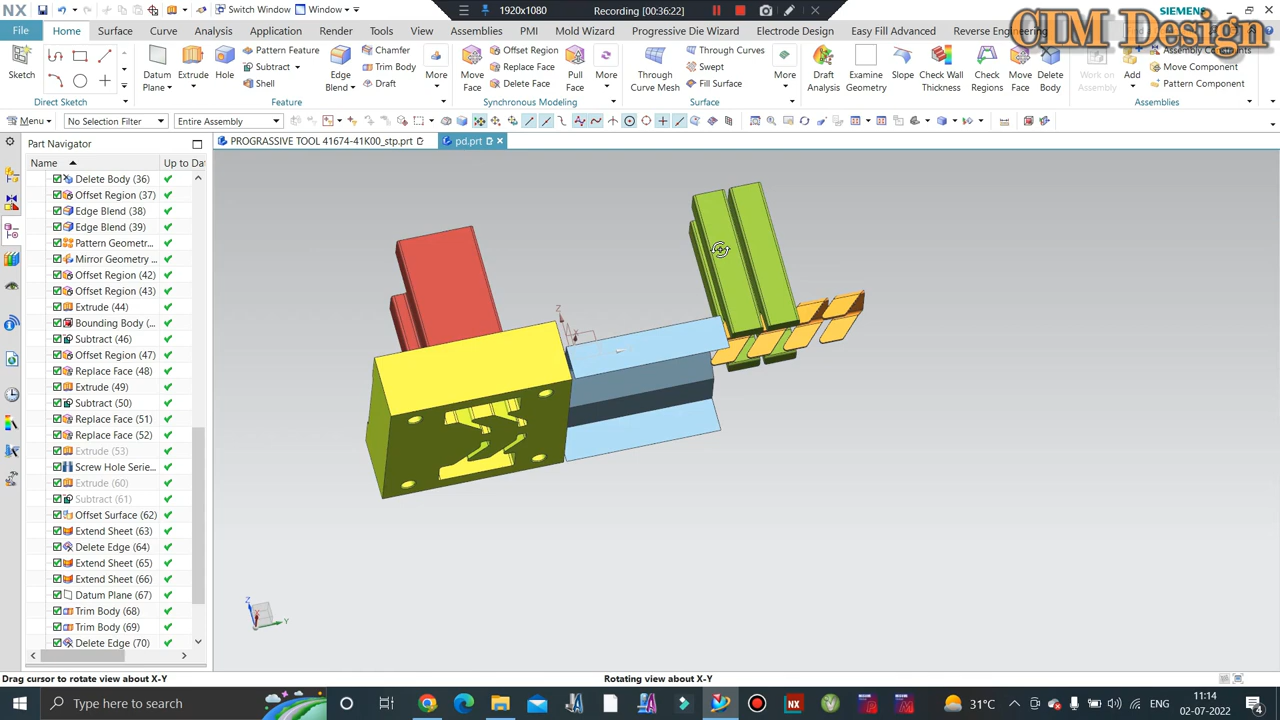 NX
Switch Window
Window
1920x1080
Recording [00:36:22]
SIEMENS
CIM Design
File
Home
Surface
Curve
Analysis
Application
Render
Tools
View
Assemblies
PMI
Mold Wizard
Progressive Die Wizard
Electrode Design
Easy Fill Advanced
Reverse Engineering
Sketch
Direct Sketch
Datum Plane
Extrude
Hole
Pattern Feature
Subtract
Shell
Edge Blend
Chamfer
Trim Body
Draft
More
Feature
Move Face
Offset Region
Replace Face
Delete Face
Pull Face
More
Synchronous Modeling
Through Curve Mesh
Through Curves
Swept
Fill Surface
More
Surface
Draft Analysis
Examine Geometry
Slope
Check Wall Thickness
Check Regions
Move Face
Delete Body
Work on Assembly
Add
Assembly Constraints
Move Component
Pattern Component
Assemblies
Menu
No Selection Filter
Entire Assembly
Part Navigator
PROGRASSIVE TOOL 41674-41K00_stp.prt
pd.prt
Name
Up to Da
Delete Body (36)
Offset Region (37)
Edge Blend (38)
Edge Blend (39)
Pattern Geometr...
Mirror Geometry ...
Offset Region (42)
Offset Region (43)
Extrude (44)
Bounding Body (...
Subtract (46)
Offset Region (47)
Replace Face (48)
Extrude (49)
Subtract (50)
Replace Face (51)
Replace Face (52)
Extrude (53)
Screw Hole Serie...
Extrude (60)
Subtract (61)
Offset Surface (62)
Extend Sheet (63)
Delete Edge (64)
Extend Sheet (65)
Extend Sheet (66)
Datum Plane (67)
Trim Body (68)
Trim Body (69)
Delete Edge (70)
Z
X
Z
Y
Drag cursor to rotate view about X-Y
Rotating view about X-Y
Type here to search
31°C
ENG
11:14
02-07-2022
4